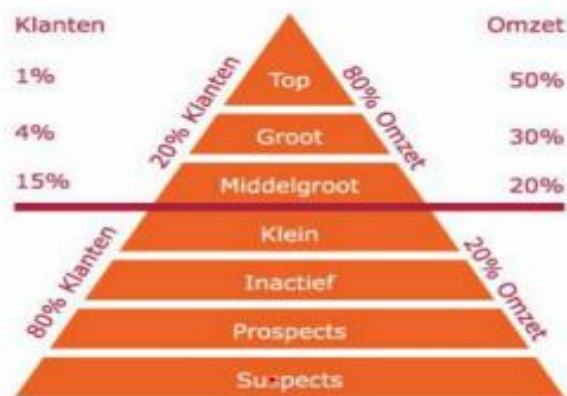 Klanten Omzet
1% Top 50%
20% Klanten 80% Omzet
4% Groot 30%
15% Middelgroot 20%
Klein
80% Klanten 20% Omzet
Inactief
Prospects
Suspects